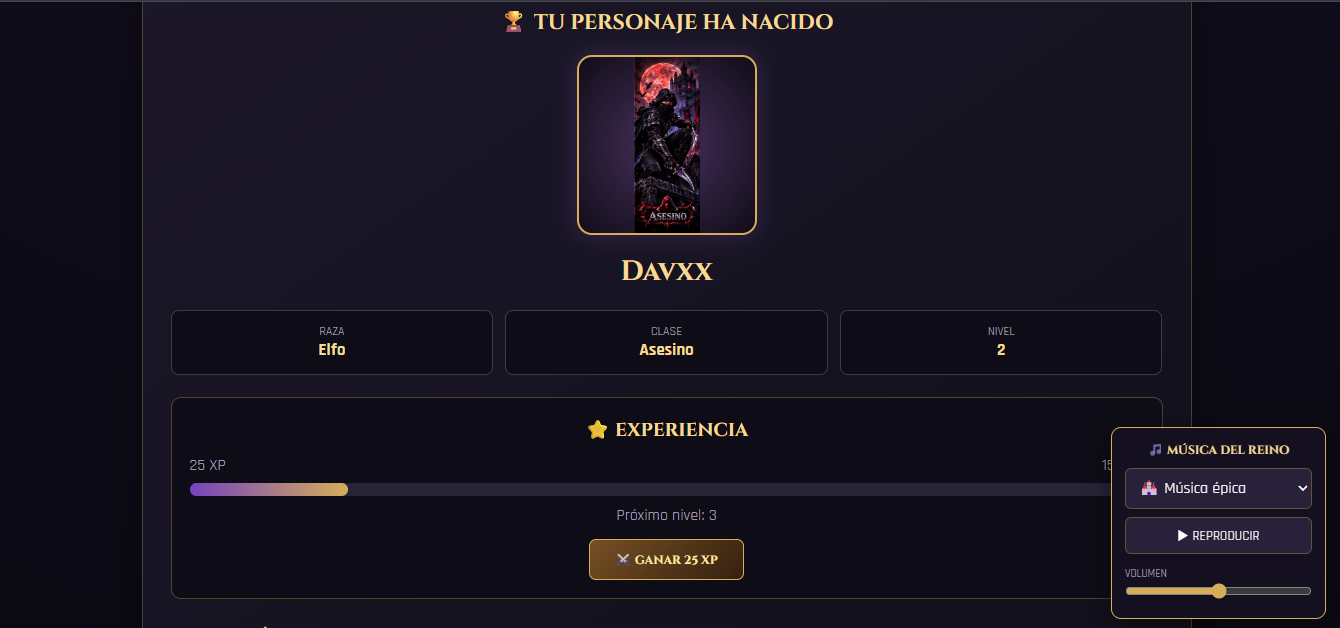 🏆 TU PERSONAJE HA NACIDO
ASESINO
DAVXX
RAZA
Elfo
CLASE
Asesino
NIVEL
2
⭐ EXPERIENCIA
25 XP
Próximo nivel: 3
⚔️ GANAR 25 XP
🎵 MÚSICA DEL REINO
🏰 Música épica
▶ REPRODUCIR
VOLUMEN